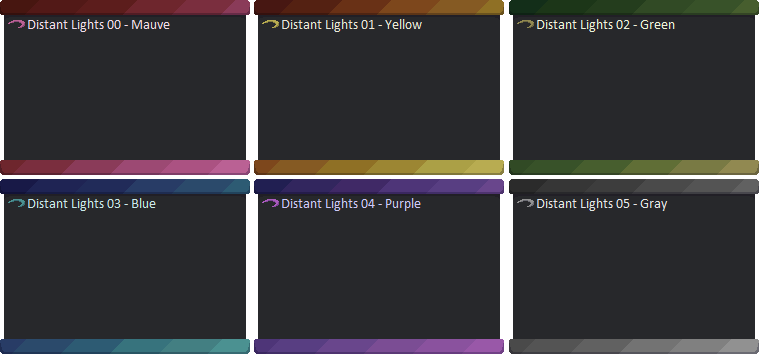 Distant Lights 00 - Mauve
Distant Lights 01 - Yellow
Distant Lights 02 - Green
Distant Lights 03 - Blue
Distant Lights 04 - Purple
Distant Lights 05 - Gray